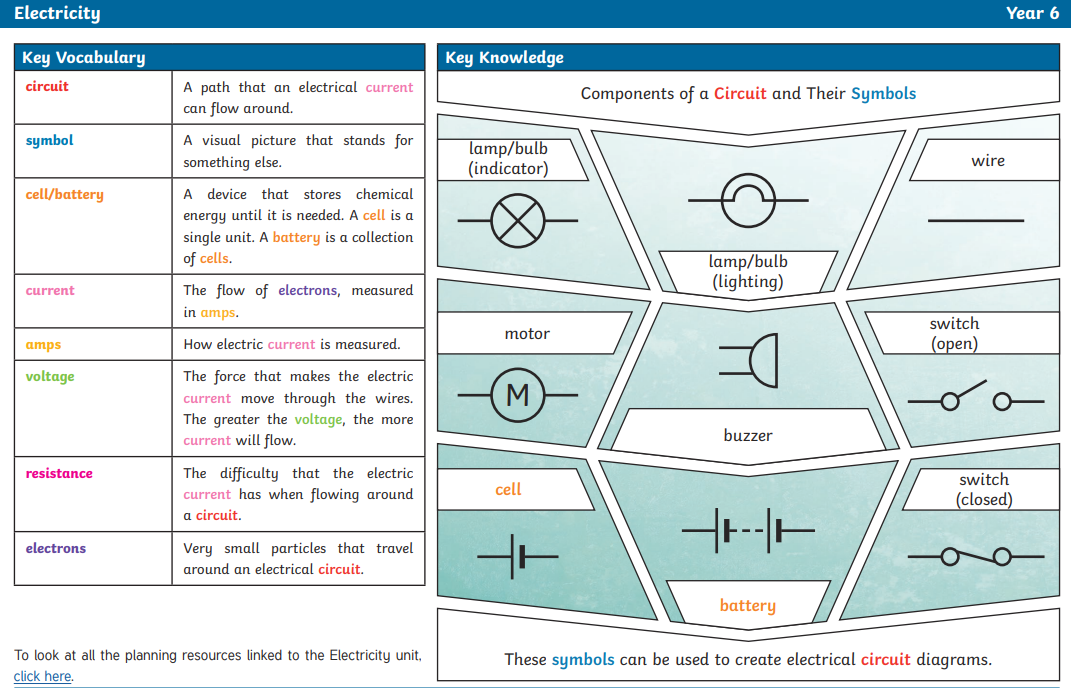 Electricity
Year 6
Key Vocabulary
circuit
A path that an electrical current
can flow around.
symbol
A visual picture that stands for
something else.
cell/battery
A device that stores chemical
energy until it is needed. A cell is a
single unit. A battery is a collection
of cells.
current
The flow of electrons, measured
in amps.
amps
How electric current is measured.
voltage
The force that makes the electric
current move through the wires.
The greater the voltage, the more
current will flow.
resistance
The difficulty that the electric
current has when flowing around
a circuit.
electrons
Very small particles that travel
around an electrical circuit.
To look at all the planning resources linked to the Electricity unit,
click here.
Key Knowledge
Components of a Circuit and Their Symbols
lamp/bulb
(indicator)
lamp/bulb
(lighting)
wire
motor
M
buzzer
switch
(open)
cell
battery
switch
(closed)
These symbols can be used to create electrical circuit diagrams.